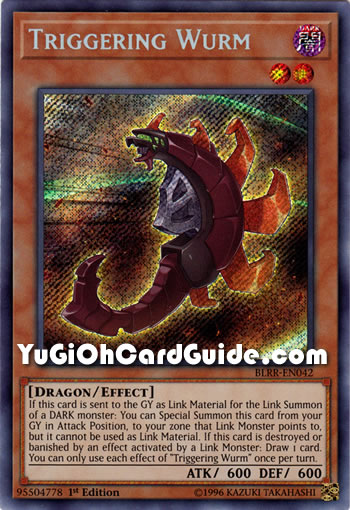 TRIGGERING WURM
DARK
闇
YuGiOhCardGuide.com
BLRR-EN042
[DRAGON/EFFECT]
If this card is sent to the GY as Link Material for the Link Summon
of a DARK monster: You can Special Summon this card from your
GY in Attack Position, to your zone that Link Monster points to,
but it cannot be used as Link Material. If this card is destroyed or
banished by an effect activated by a Link Monster: Draw 1 card.
You can only use each effect of "Triggering Wurm" once per turn.
ATK/ 600 DEF/ 600
95504778 1st Edition ©1996 KAZUKI TAKAHASHI